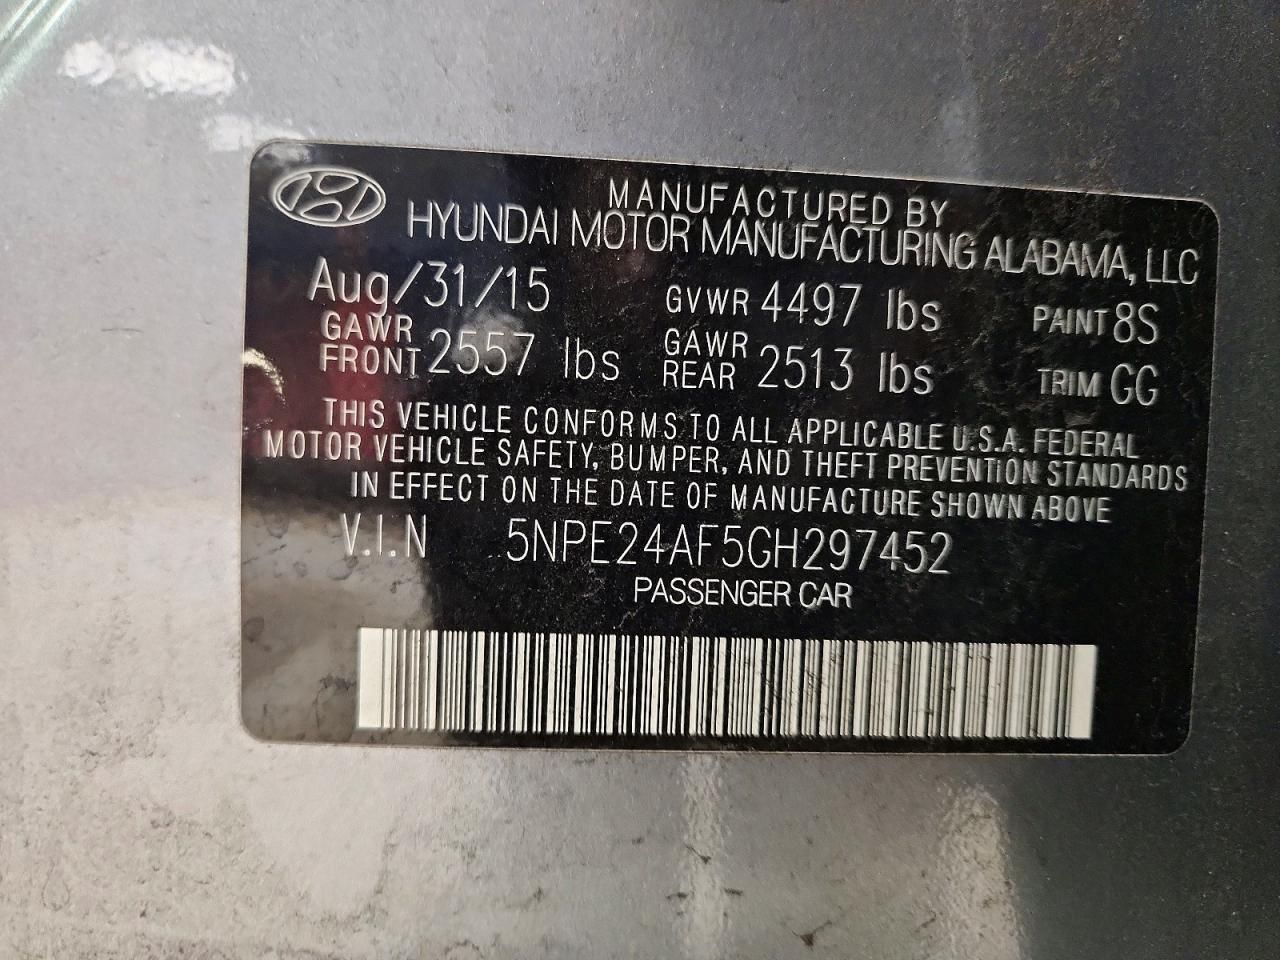 MANUFACTURED BY
HYUNDAI MOTOR MANUFACTURING ALABAMA, LLC
Aug/31/15 GVWR 4497 lbs PAINT 8S
GAWR FRONT 2557 lbs GAWR REAR 2513 lbs TRIM GG
THIS VEHICLE CONFORMS TO ALL APPLICABLE U.S.A. FEDERAL
MOTOR VEHICLE SAFETY, BUMPER, AND THEFT PREVENTION STANDARDS
IN EFFECT ON THE DATE OF MANUFACTURE SHOWN ABOVE
V.I.N 5NPE24AF5GH297452
PASSENGER CAR